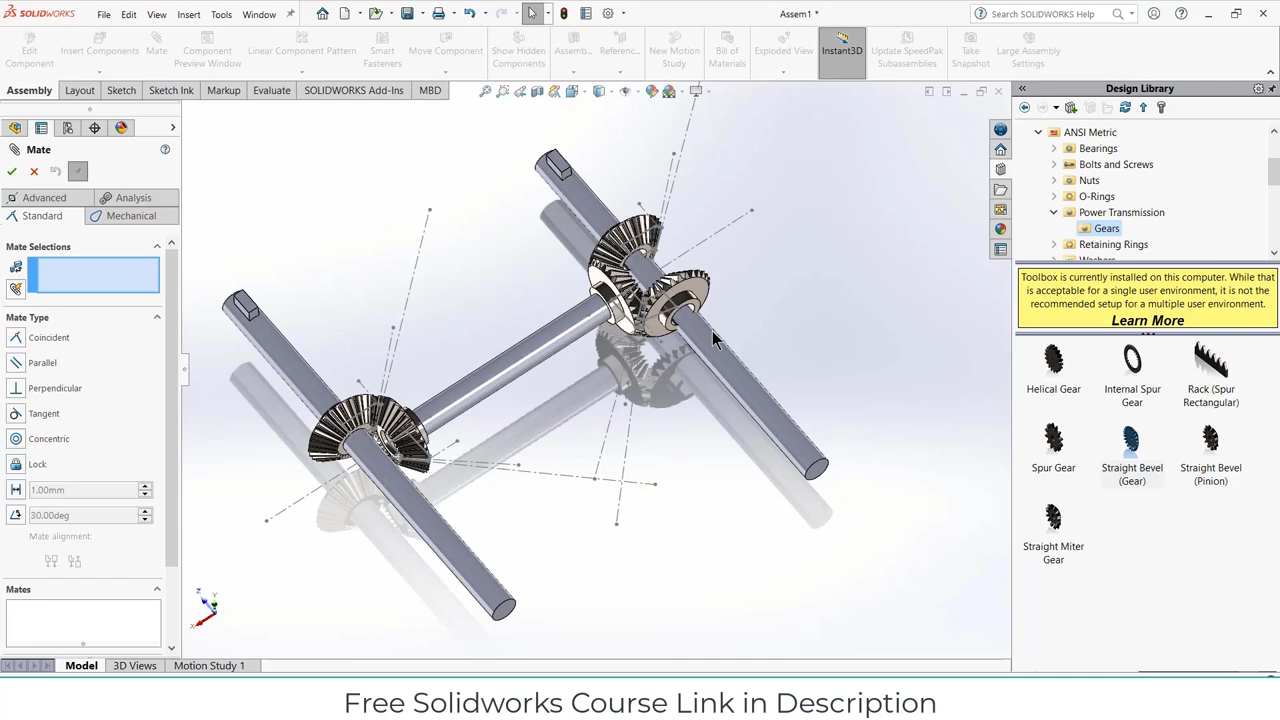 SOLIDWORKS
File
Edit
View
Insert
Tools
Window
Assem1 *
Search SOLIDWORKS Help
Edit
Component
Insert Components
Mate
Component
Preview Window
Linear Component Pattern
Smart
Fasteners
Move Component
Show Hidden
Components
Assemb...
Referenc...
New Motion
Study
Bill of
Materials
Exploded View
Instant3D
Update SpeedPak
Subassemblies
Take
Snapshot
Large Assembly
Settings
Assembly
Layout
Sketch
Sketch Ink
Markup
Evaluate
SOLIDWORKS Add-Ins
MBD
Mate
Advanced
Analysis
Standard
Mechanical
Mate Selections
Mate Type
Coincident
Parallel
Perpendicular
Tangent
Concentric
Lock
1.00mm
30.00deg
Mate alignment:
Mates
Z
Y
X
Model
3D Views
Motion Study 1
Design Library
ANSI Metric
Bearings
Bolts and Screws
Nuts
O-Rings
Power Transmission
Gears
Retaining Rings
Toolbox is currently installed on this computer. While that
is acceptable for a single user environment, it is not the
recommended setup for a multiple user environment.
Learn More
Helical Gear
Internal Spur
Gear
Rack (Spur
Rectangular)
Spur Gear
Straight Bevel
(Gear)
Straight Bevel
(Pinion)
Straight Miter
Gear
Free Solidworks Course Link in Description